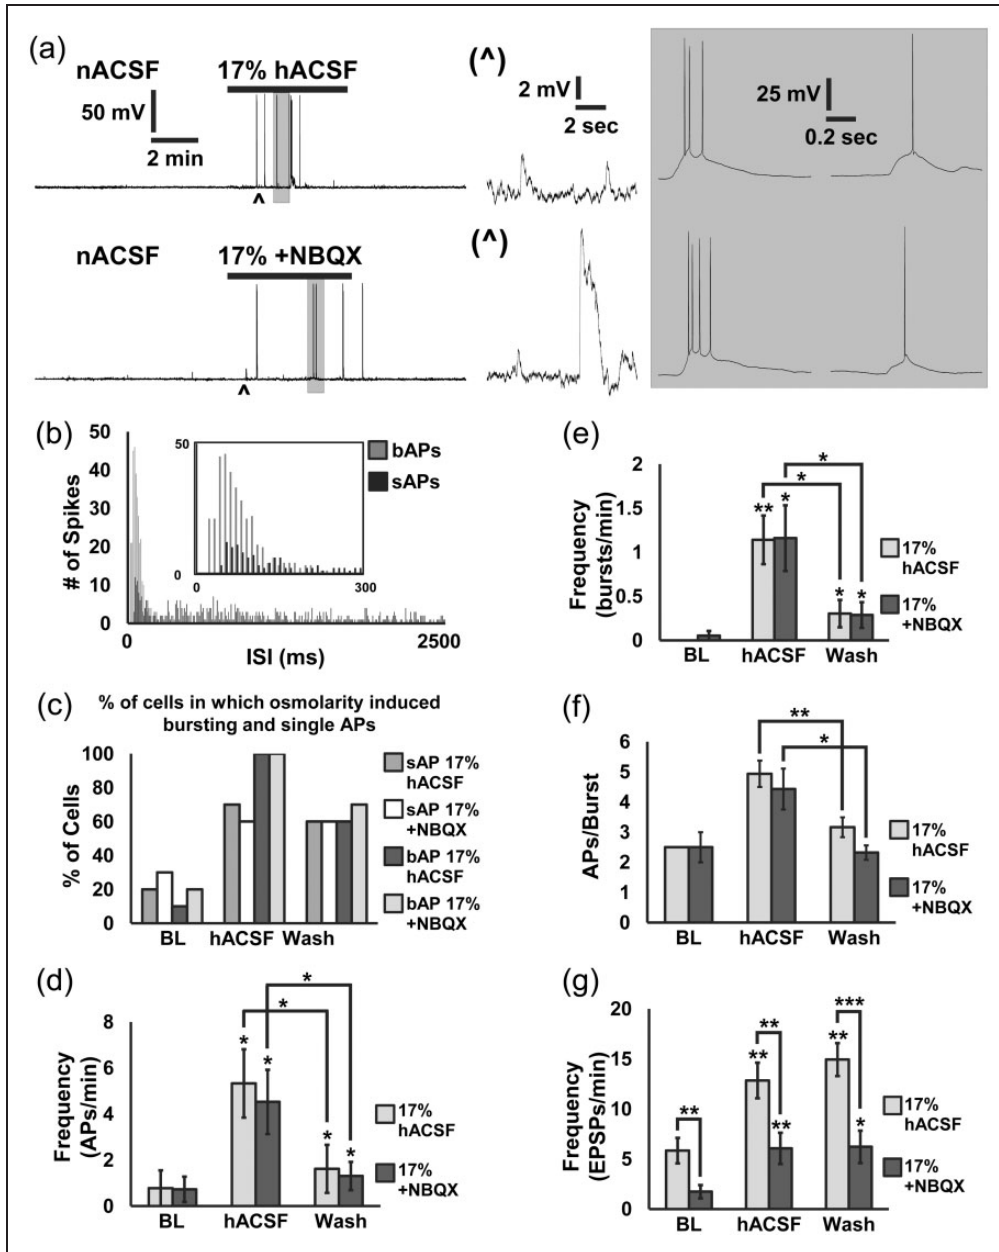 (a)
nACSF
17% hACSF
50 mV
2 min
^
(^)
2 mV
2 sec
25 mV
0.2 sec
nACSF
17% +NBQX
^
(^)
(b)
# of Spikes
50
40
30
20
10
0
0
2500
ISI (ms)
50
0
0
300
bAPs
sAPs
(c)
% of cells in which osmolarity induced
bursting and single APs
% of Cells
100
80
60
40
20
0
BL
hACSF
Wash
sAP 17%
hACSF
sAP 17%
+NBQX
bAP 17%
hACSF
bAP 17%
+NBQX
(d)
Frequency
(APs/min)
8
6
4
2
0
*
*
*
*
*
*
BL
hACSF
Wash
17%
hACSF
17%
+NBQX
(e)
Frequency
(bursts/min)
2
1.5
1
0.5
0
*
*
**
*
*
*
BL
hACSF
Wash
17%
hACSF
17%
+NBQX
(f)
APs/Burst
6
5
4
3
2
1
0
**
*
BL
hACSF
Wash
17%
hACSF
17%
+NBQX
(g)
Frequency
(EPSPs/min)
20
15
10
5
0
**
**
**
**
***
**
*
BL
hACSF
Wash
17%
hACSF
17%
+NBQX